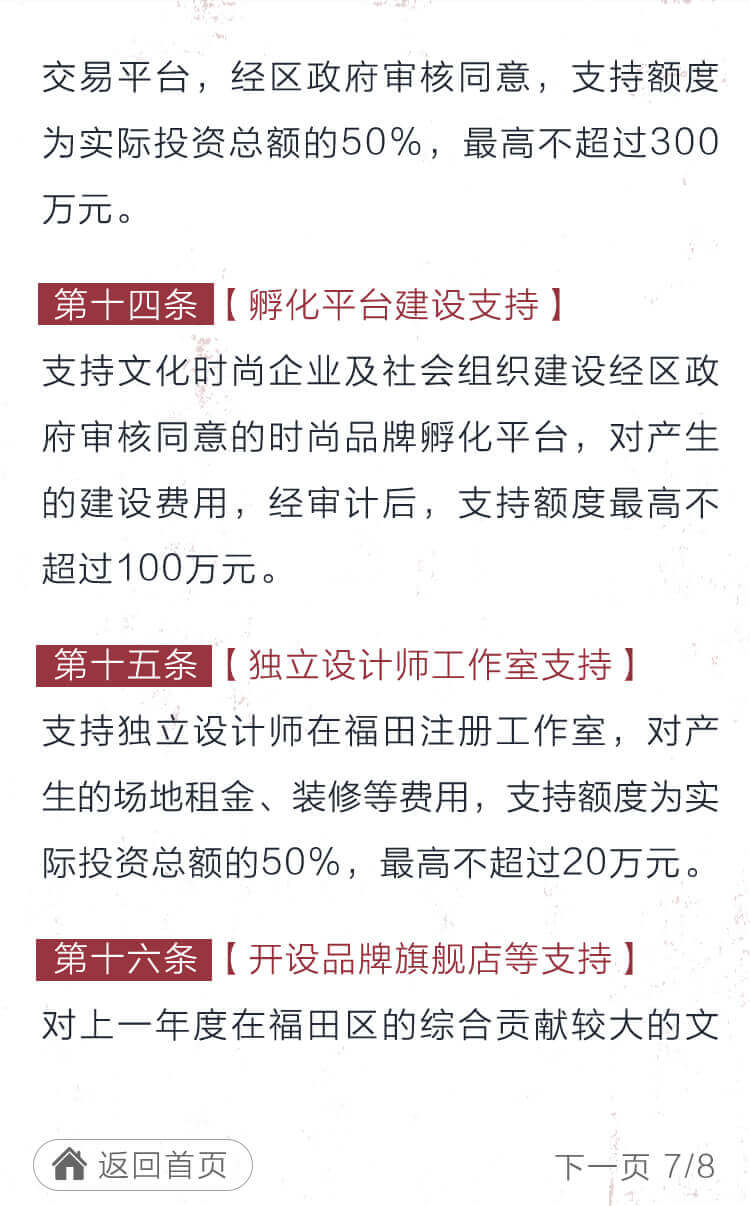 交易平台，经区政府审核同意，支持额度
为实际投资总额的50%，最高不超过300
万元。
第十四条【孵化平台建设支持】
支持文化时尚企业及社会组织建设经区政
府审核同意的时尚品牌孵化平台，对产生
的建设费用，经审计后，支持额度最高不
超过100万元。
第十五条【独立设计师工作室支持】
支持独立设计师在福田注册工作室，对产
生的场地租金、装修等费用，支持额度为实
际投资总额的50%，最高不超过20万元。
第十六条【开设品牌旗舰店等支持】
对上一年度在福田区的综合贡献较大的文
返回首页 下一页 7/8